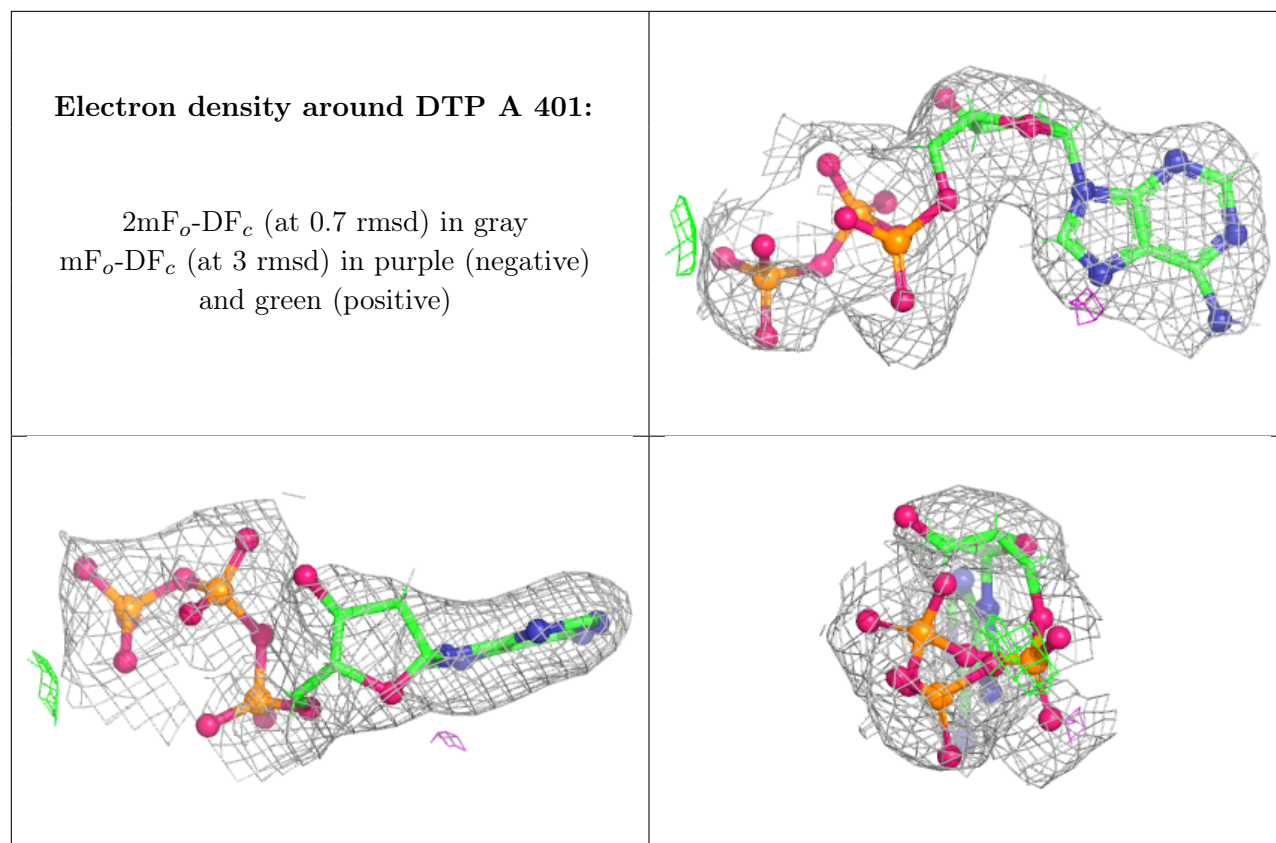 Electron density around DTP A 401:
2mFo-DFc (at 0.7 rmsd) in gray
mFo-DFc (at 3 rmsd) in purple (negative)
and green (positive)